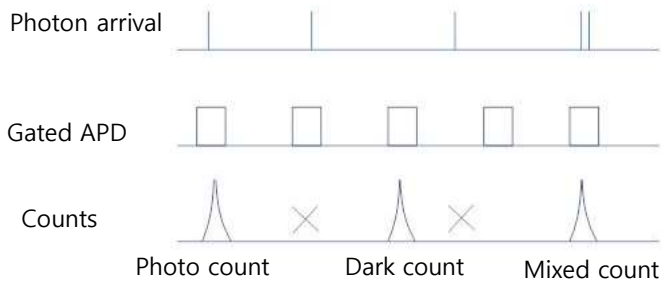 Photon arrival
Gated APD
Counts
Photo count Dark count Mixed count